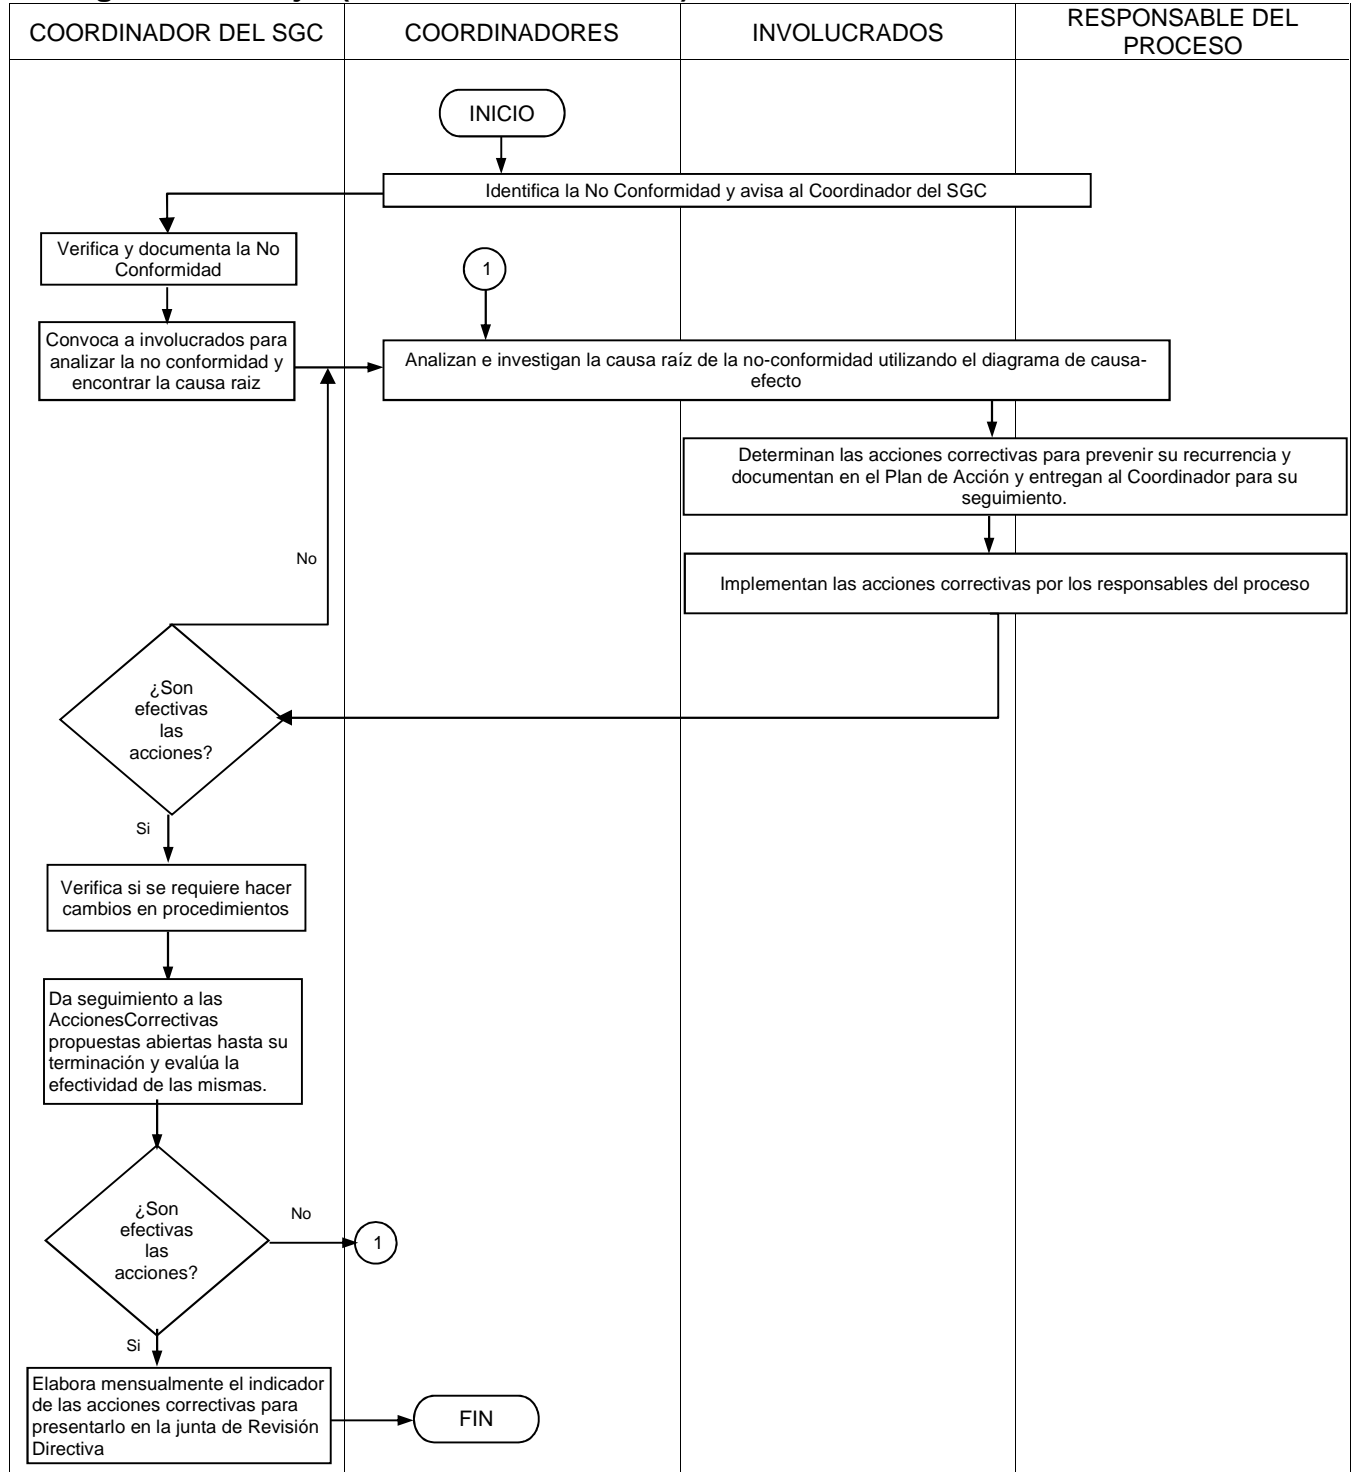 COORDINADOR DEL SGC
COORDINADORES
INVOLUCRADOS
RESPONSABLE DEL
PROCESO
INICIO
Identifica la No Conformidad y avisa al Coordinador del SGC
Verifica y documenta la No
Conformidad
1
Convoca a involucrados para
analizar la no conformidad y
encontrar la causa raiz
Analizan e investigan la causa raíz de la no-conformidad utilizando el diagrama de causa-
efecto
Determinan las acciones correctivas para prevenir su recurrencia y
documentan en el Plan de Acción y entregan al Coordinador para su
seguimiento.
No
Implementan las acciones correctivas por los responsables del proceso
¿Son
efectivas
las
acciones?
Si
Verifica si se requiere hacer
cambios en procedimientos
Da seguimiento a las
AccionesCorrectivas
propuestas abiertas hasta su
terminación y evalúa la
efectividad de las mismas.
¿Son
efectivas
las
acciones?
No
1
Si
Elabora mensualmente el indicador
de las acciones correctivas para
presentarlo en la junta de Revisión
Directiva
FIN